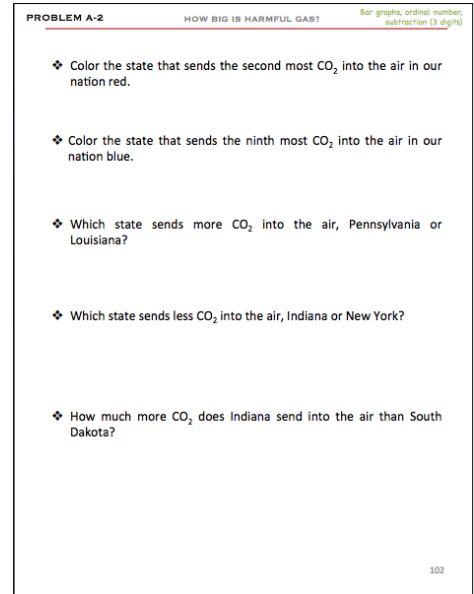 PROBLEM A-2
HOW BIG IS HARMFUL GAS?
Bar graphs, ordinal number,
subtraction (3 digits)
❖ Color the state that sends the second most CO₂ into the air in our
nation red.
❖ Color the state that sends the ninth most CO₂ into the air in our
nation blue.
❖ Which state sends more CO₂ into the air, Pennsylvania or
Louisiana?
❖ Which state sends less CO₂ into the air, Indiana or New York?
❖ How much more CO₂ does Indiana send into the air than South
Dakota?
102